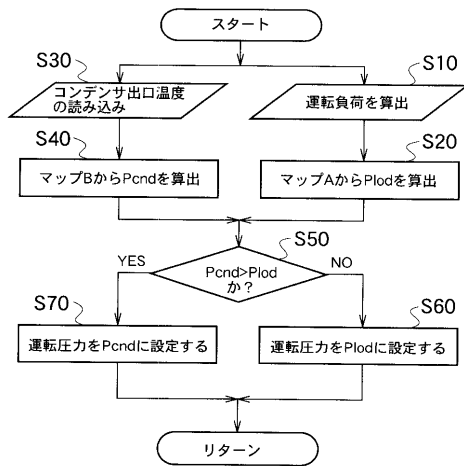 スタート
S30
コンデンサ出口温度
の読み込み
S10
運転負荷を算出
S40
マップBからPcndを算出
S20
マップAからPlodを算出
S50
Pcnd>Plod
か?
YES
NO
S70
運転圧力をPcndに設定する
S60
運転圧力をPlodに設定する
リターン